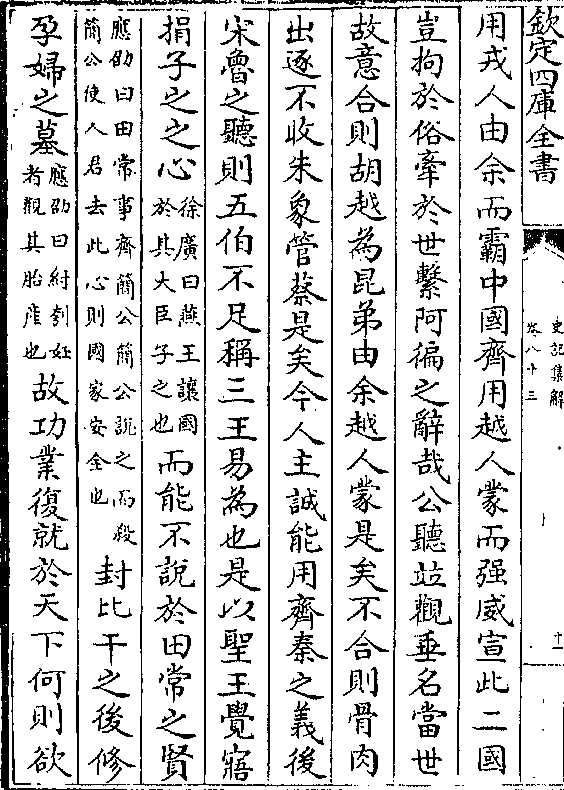 欽定四庫全書
史記集解
卷八十三
十一
用戎人由余而霸中國齊用越人蒙而强威宣此二國
豈拘於俗牽於世繫阿偏之辭哉公聽竝觀垂名當世
故意合則胡越為昆弟由余越人蒙是矣不合則骨肉
出逐不收朱象管蔡是矣今人主誠能用齊秦之義後
宋魯之聽則五伯不足稱三王易為也是以聖王覺寤
捐子之之心徐廣曰燕王讓國於其大臣子之也而能不說於田常之賢
應劭曰田常事齊簡公簡公說之而殺簡公使人君去此心則國家安全也封比干之後修
孕婦之墓應劭曰紂刳妊者觀其胎產也故功業復就於天下何則欲